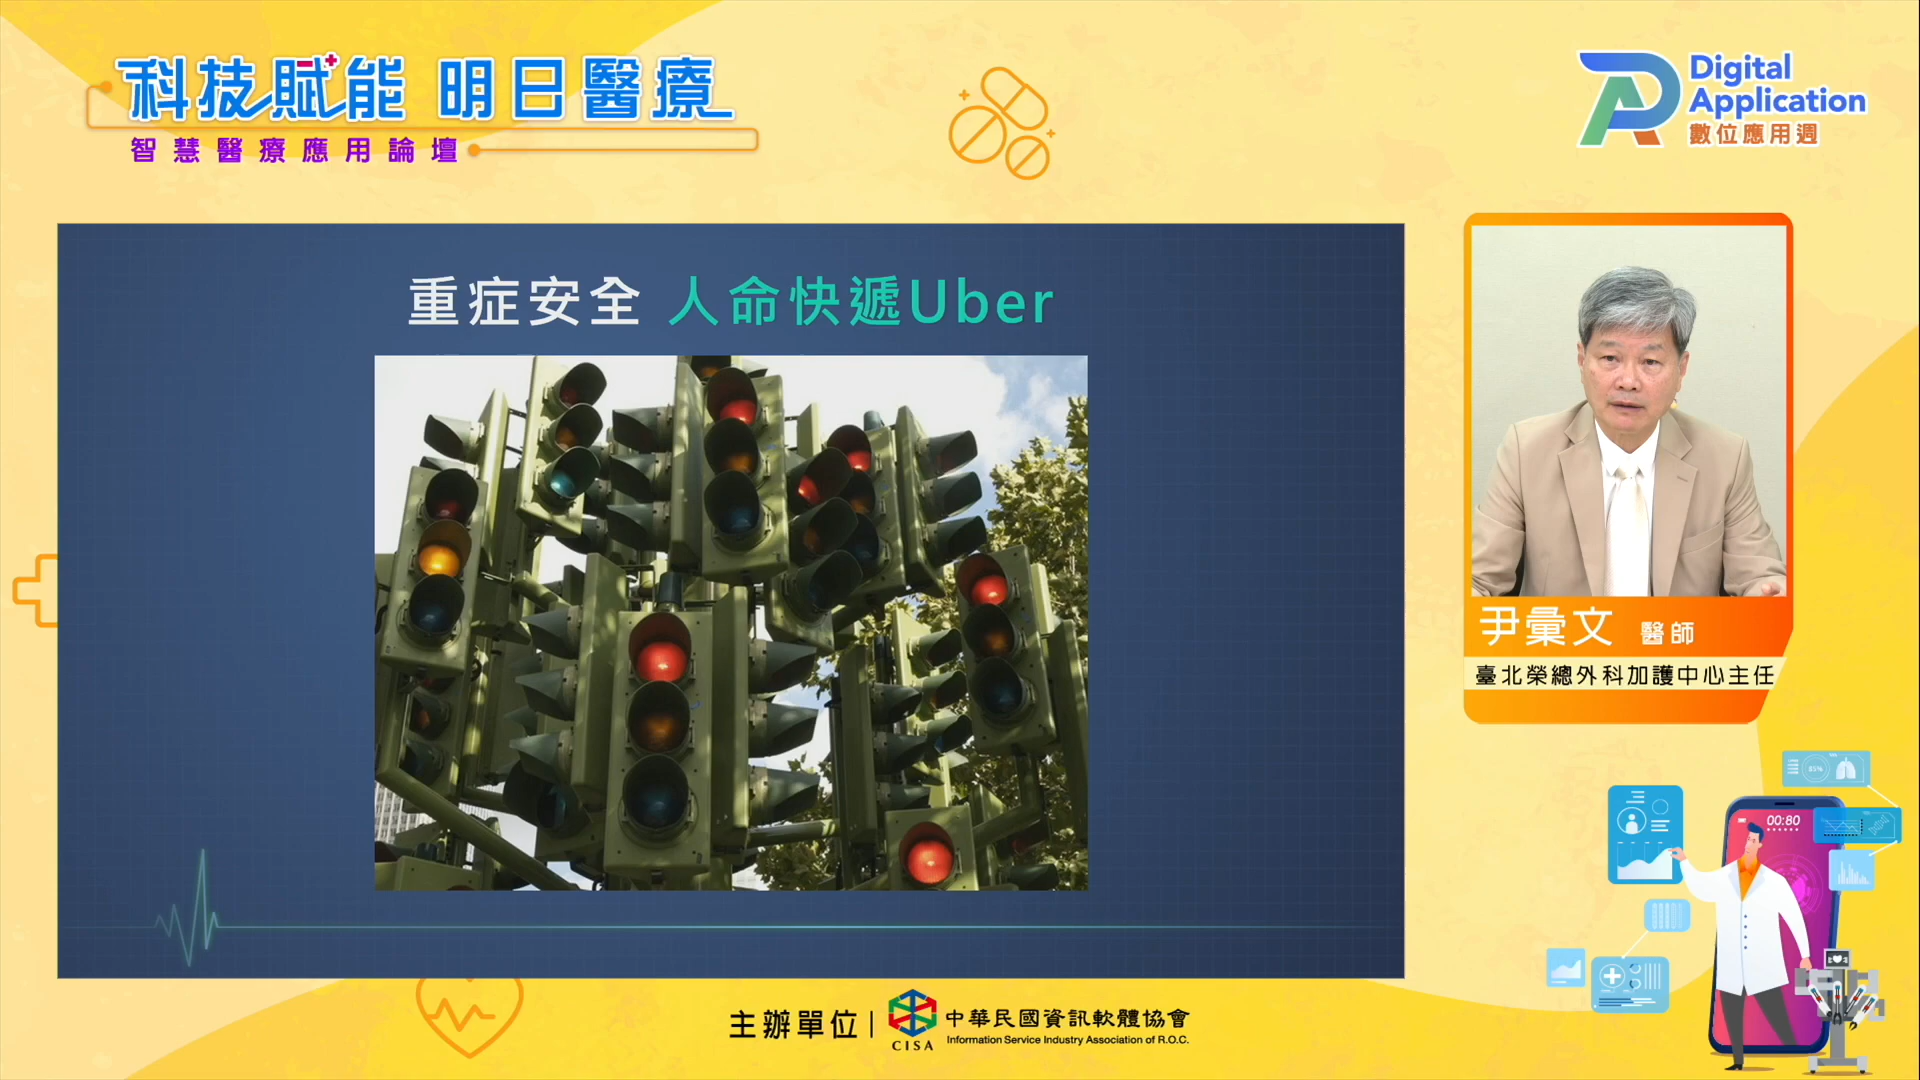 科技賦能 明日醫療
智慧醫療應用論壇
Digital
Application
數位應用週
重症安全 人命快遞Uber
尹彙文 醫師
臺北榮總外科加護中心主任
85%
00:80
主辦單位
CISA
中華民國資訊軟體協會
Information Service Industry Association of R.O.C.